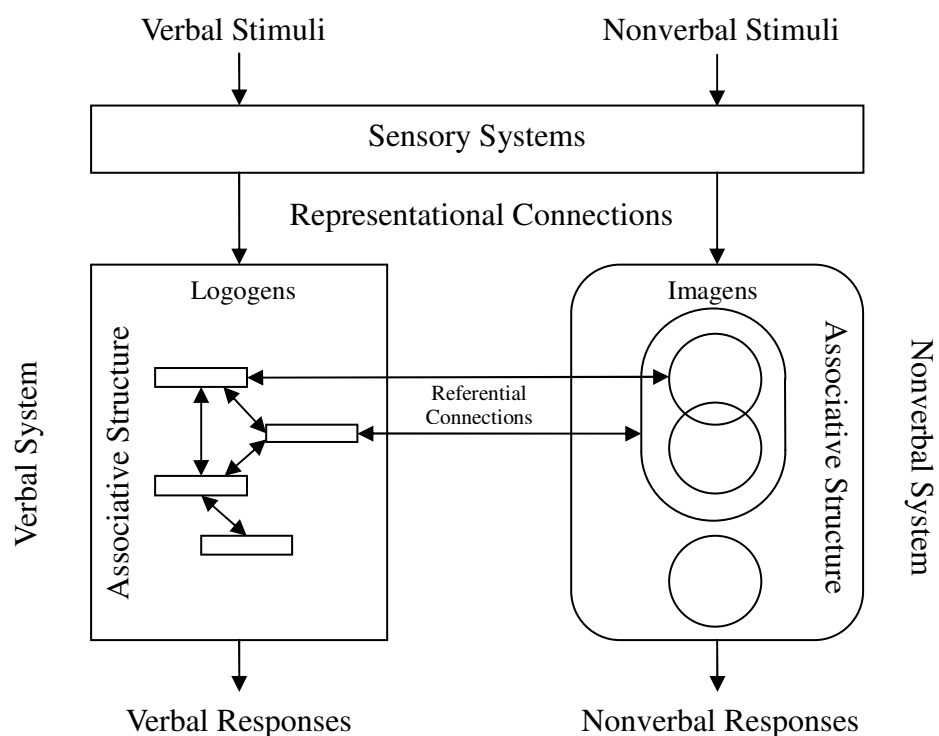 Verbal Stimuli
Nonverbal Stimuli
Sensory Systems
Representational Connections
Logogens
Imagens
Verbal System
Associative Structure
Referential
Connections
Associative Structure
Nonverbal System
Verbal Responses
Nonverbal Responses